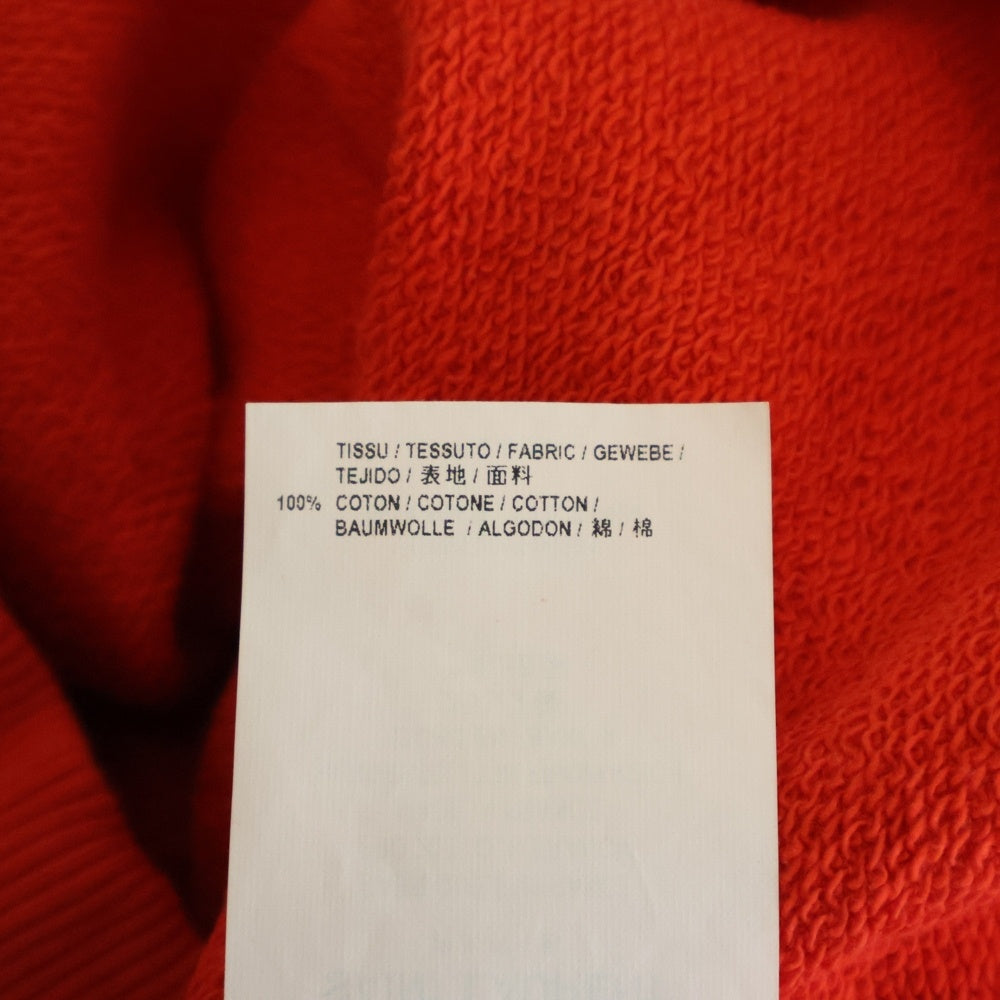 TISSU / TESSUTO / FABRIC / GEWEBE /
TEJIDO / 表地 / 面料
100% COTON / COTONE / COTTON /
BAUMWOLLE / ALGODON / 綿 / 棉